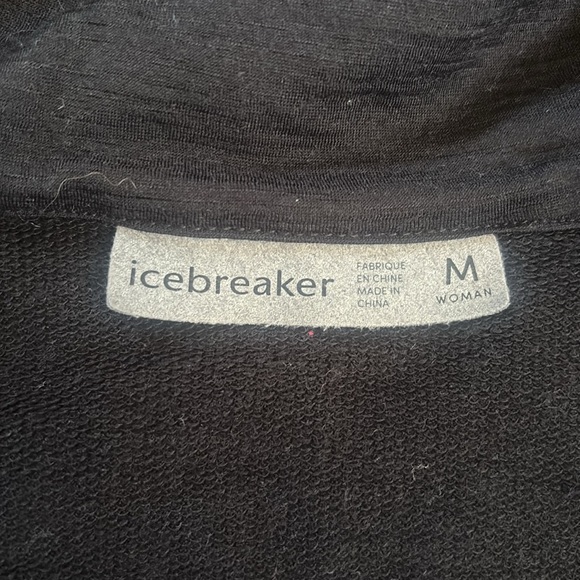 icebreaker
FABRIQUE
EN CHINE
MADE IN
CHINA
M
WOMAN